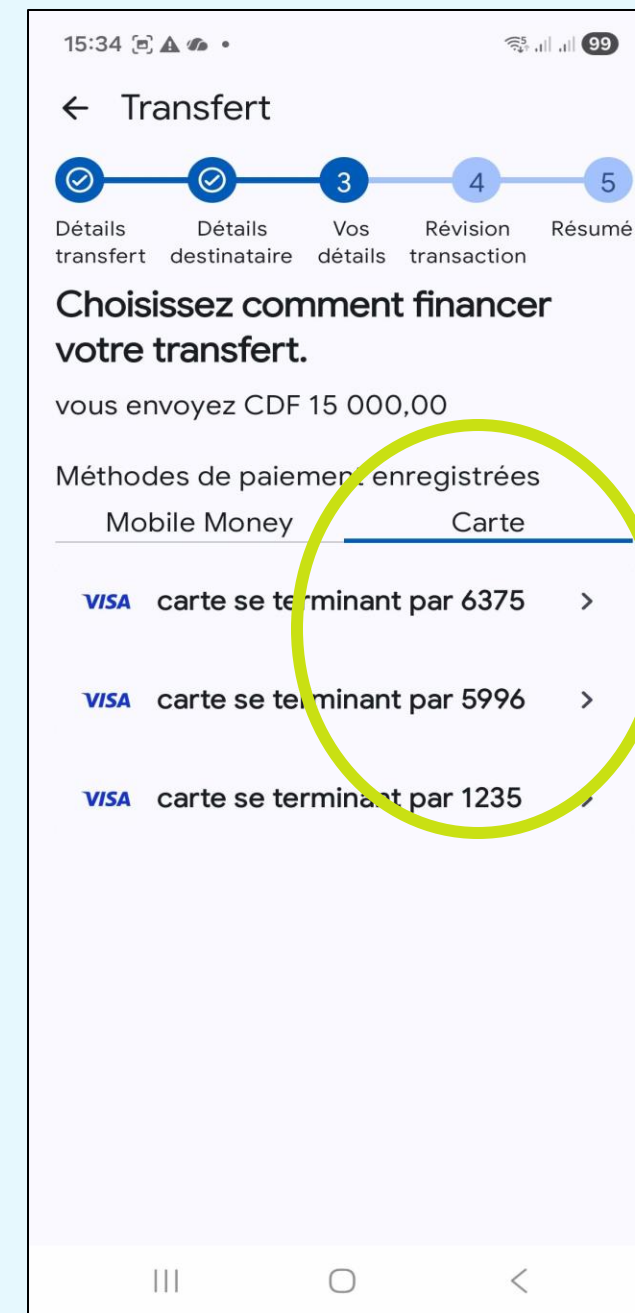 15:34
99
Transfert
3 4 5
Détails transfert
Détails destinataire
Vos détails
Révision transaction
Résumé
Choisissez comment financer
votre transfert.
vous envoyez CDF 15 000,00
Méthodes de paiement enregistrées
Mobile Money Carte
VISA carte se terminant par 6375
VISA carte se terminant par 5996
VISA carte se terminant par 1235